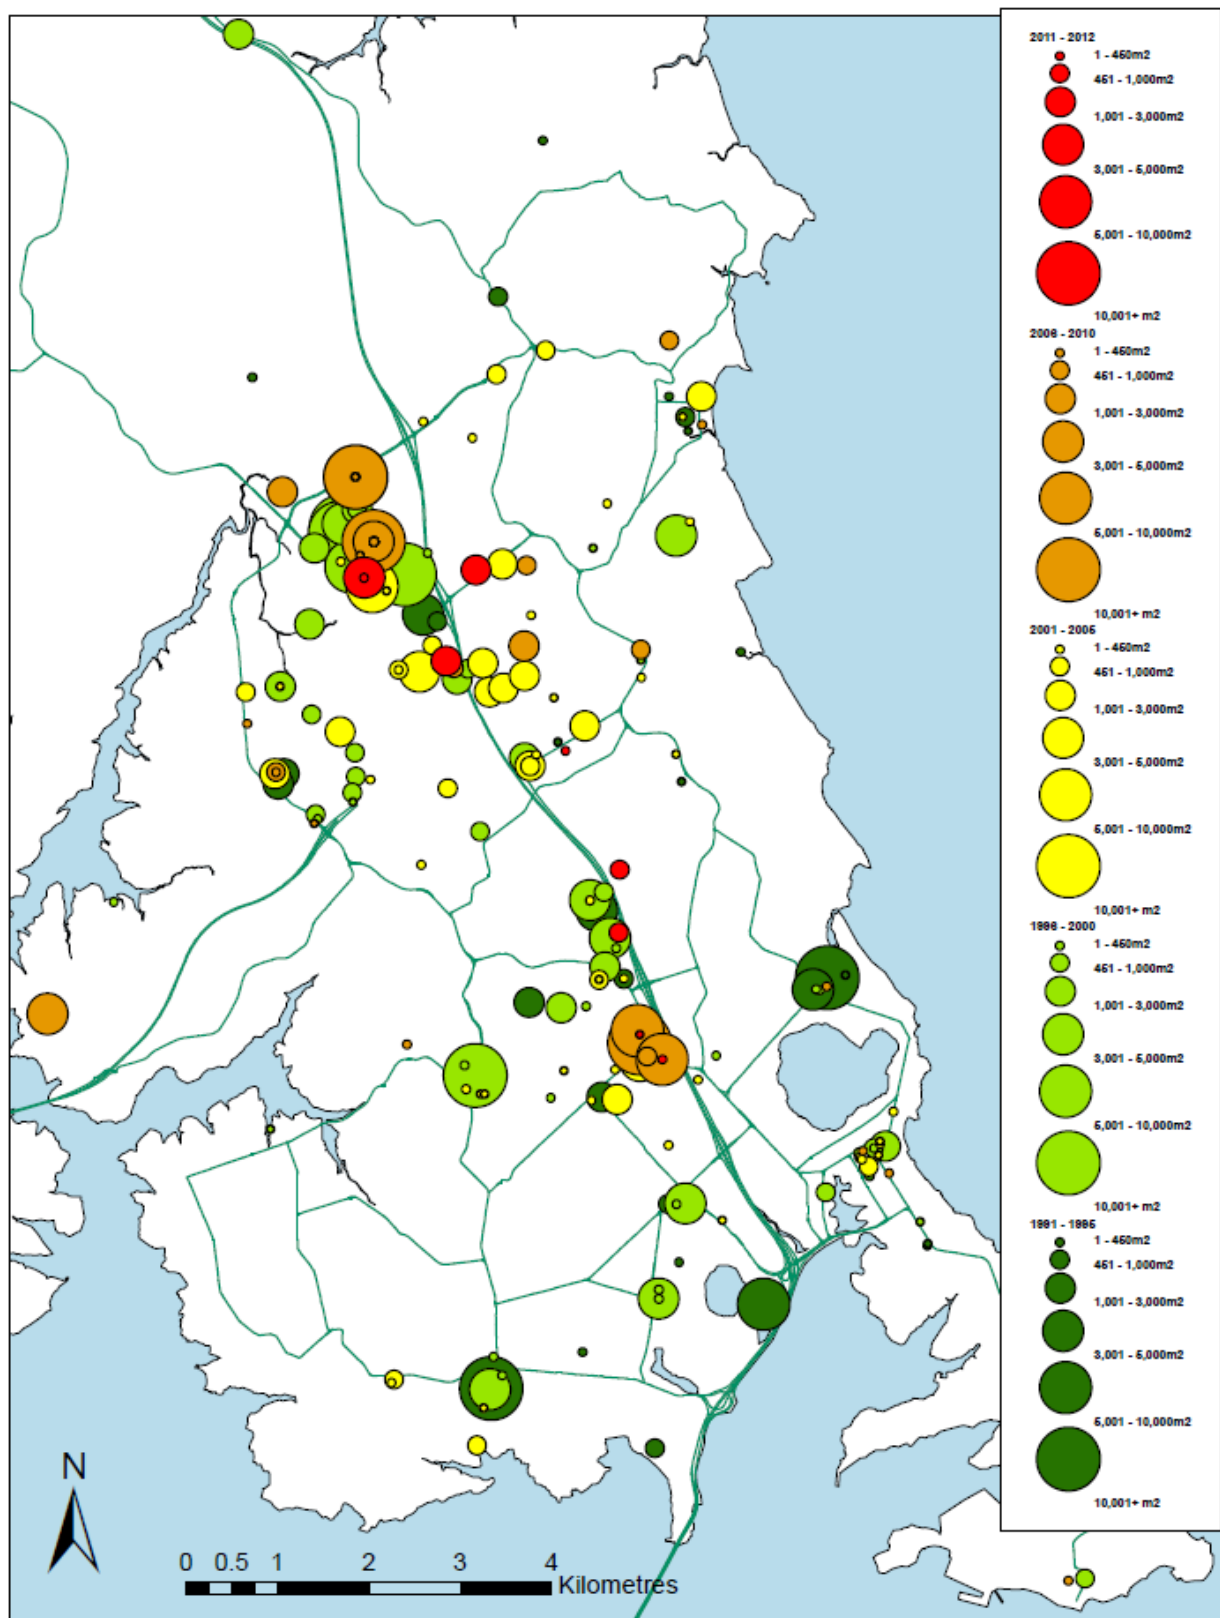 2011 - 2012
1 - 450m2
451 - 1,000m2
1,001 - 3,000m2
3,001 - 5,000m2
5,001 - 10,000m2
10,001+ m2
2006 - 2010
1 - 450m2
451 - 1,000m2
1,001 - 3,000m2
3,001 - 5,000m2
5,001 - 10,000m2
10,001+ m2
2001 - 2005
1 - 450m2
451 - 1,000m2
1,001 - 3,000m2
3,001 - 5,000m2
5,001 - 10,000m2
10,001+ m2
1996 - 2000
1 - 450m2
451 - 1,000m2
1,001 - 3,000m2
3,001 - 5,000m2
5,001 - 10,000m2
10,001+ m2
1991 - 1995
1 - 450m2
451 - 1,000m2
1,001 - 3,000m2
3,001 - 5,000m2
5,001 - 10,000m2
10,001+ m2
N
0 0.5 1 2 3 4
Kilometres